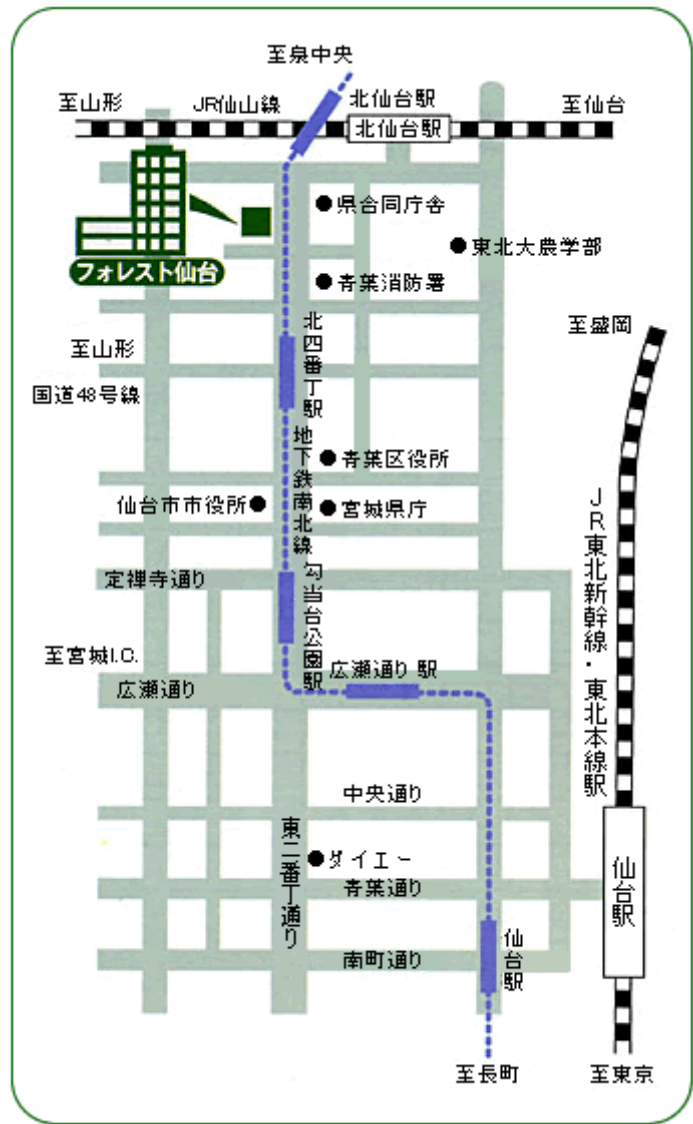 至泉中央
北仙台駅
至山形
JR仙山線
北仙台駅
至仙台
県合同庁舎
東北大農学部
フォレスト仙台
青葉消防署
北四番丁駅
至盛岡
至山形
国道48号線
地下鉄南北線
青葉区役所
仙台市市役所
宮城県庁
JR東北新幹線・東北本線駅
定禅寺通り
勾当台公園駅
至宮城I.C.
広瀬通り
広瀬通り 駅
中央通り
東二番丁通り
ダイエー
青葉通り
仙台駅
仙台駅
南町通り
至長町
至東京